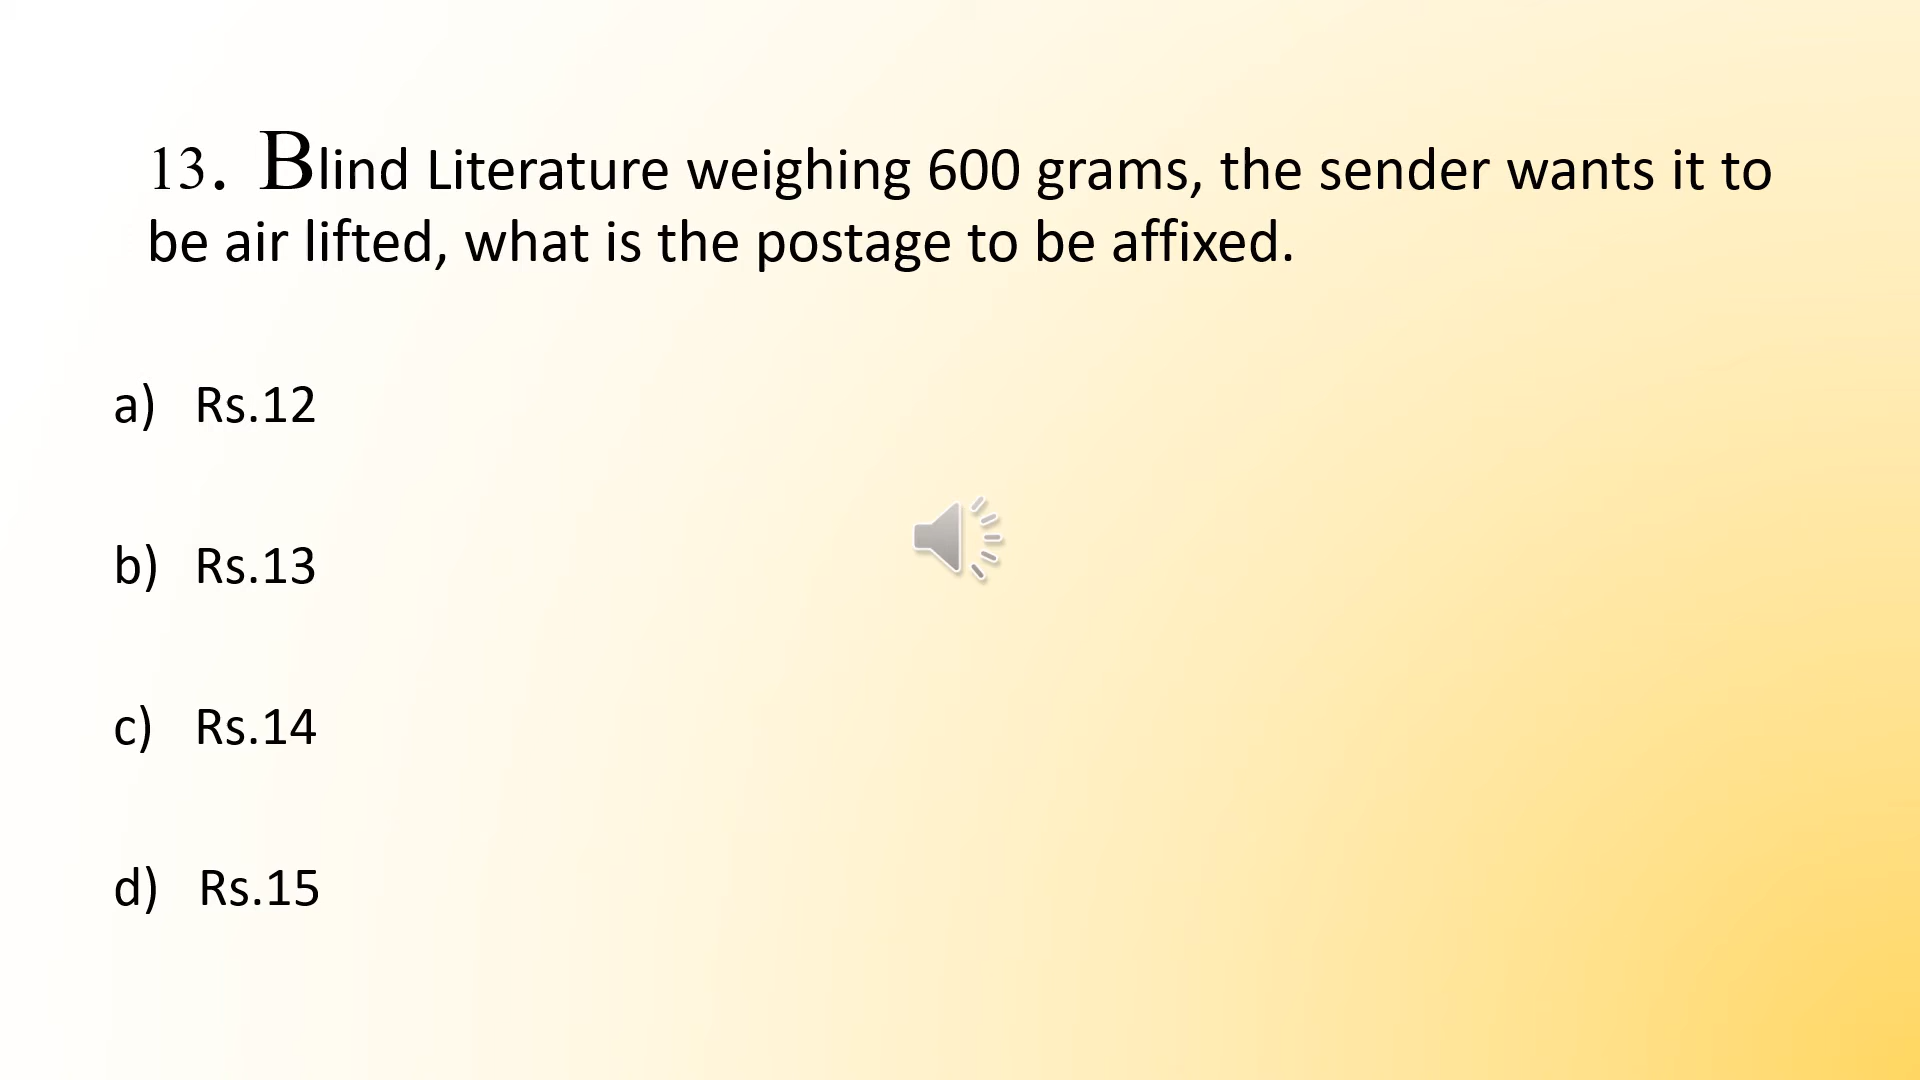 13. Blind Literature weighing 600 grams, the sender wants it to
be air lifted, what is the postage to be affixed.
a) Rs.12
b) Rs.13
c) Rs.14
d) Rs.15